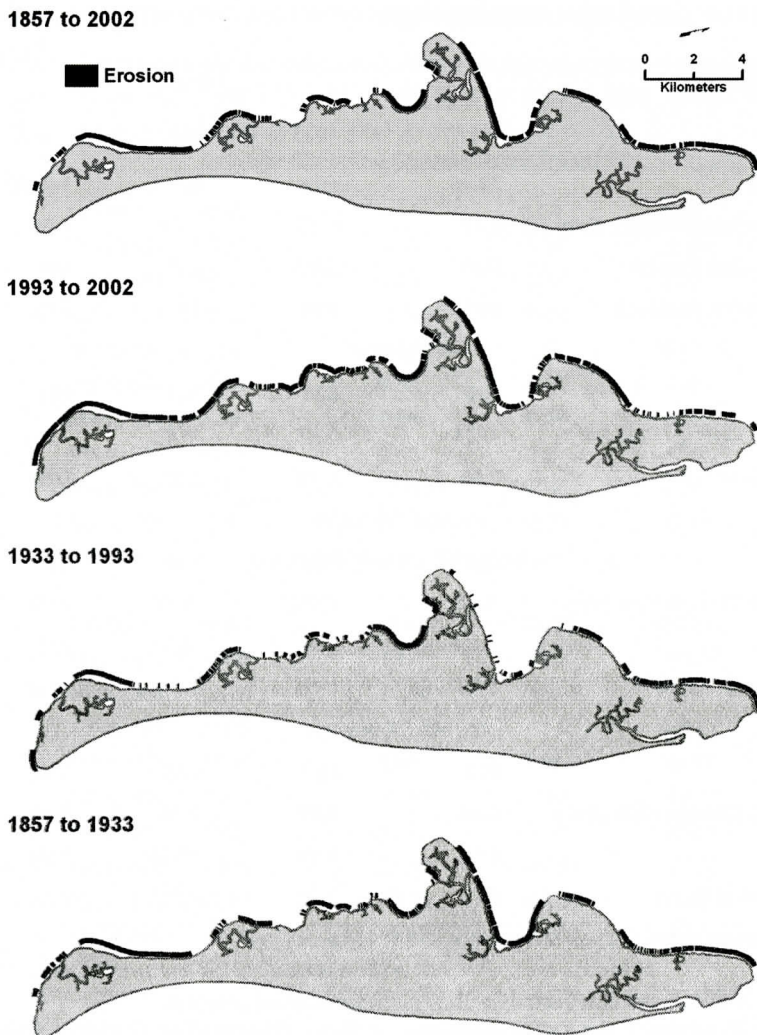 1857 to 2002
Erosion
0 2 4
Kilometers
1993 to 2002
1933 to 1993
1857 to 1933